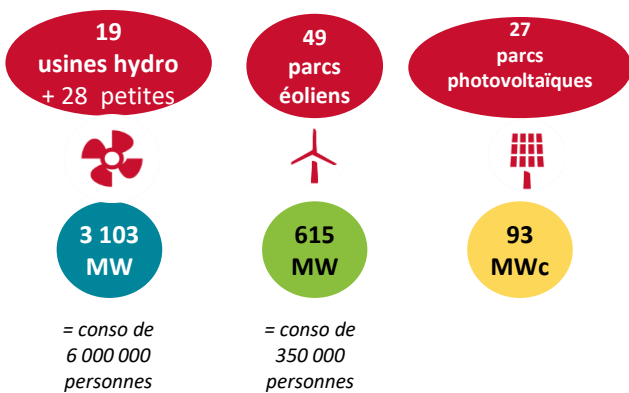 19
usines hydro
+ 28 petites
49
parcs
éoliens
27
parcs
photovoltaïques
3 103
MW
615
MW
93
MWc
= conso de
6 000 000
personnes
= conso de
350 000
personnes